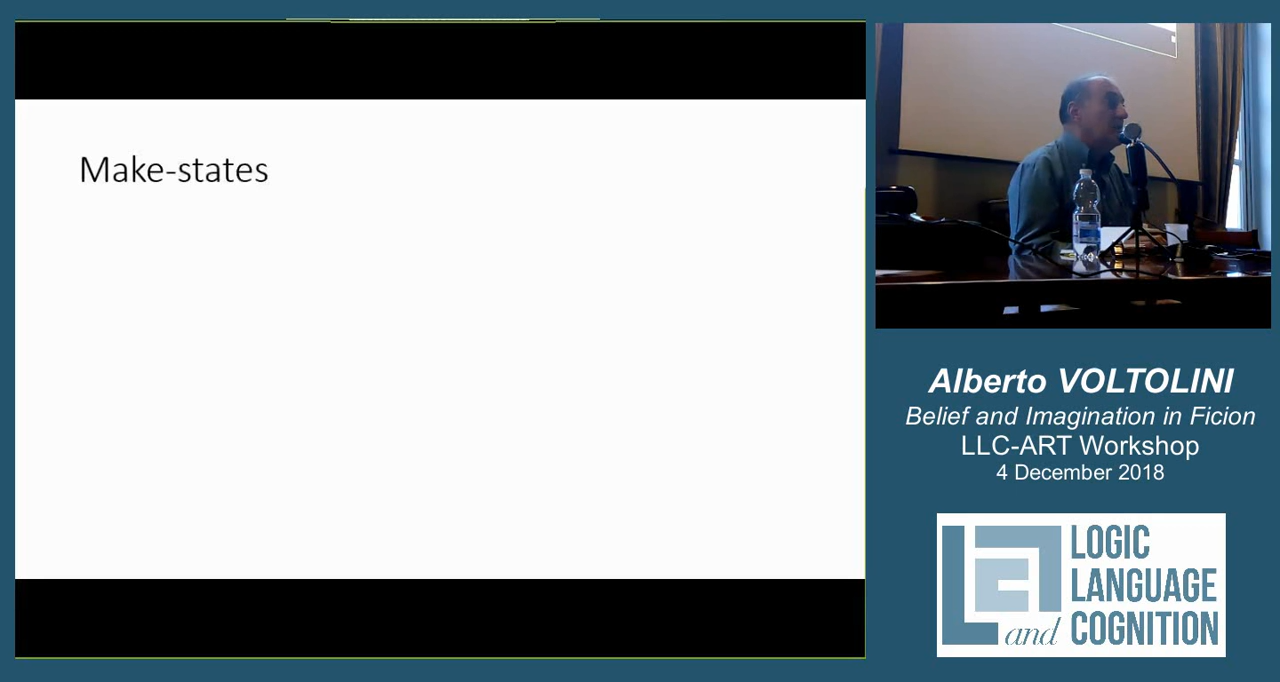 Make-states
Alberto VOLTOLINI
Belief and Imagination in Ficion
LLC-ART Workshop
4 December 2018
LOGIC
LANGUAGE
and COGNITION